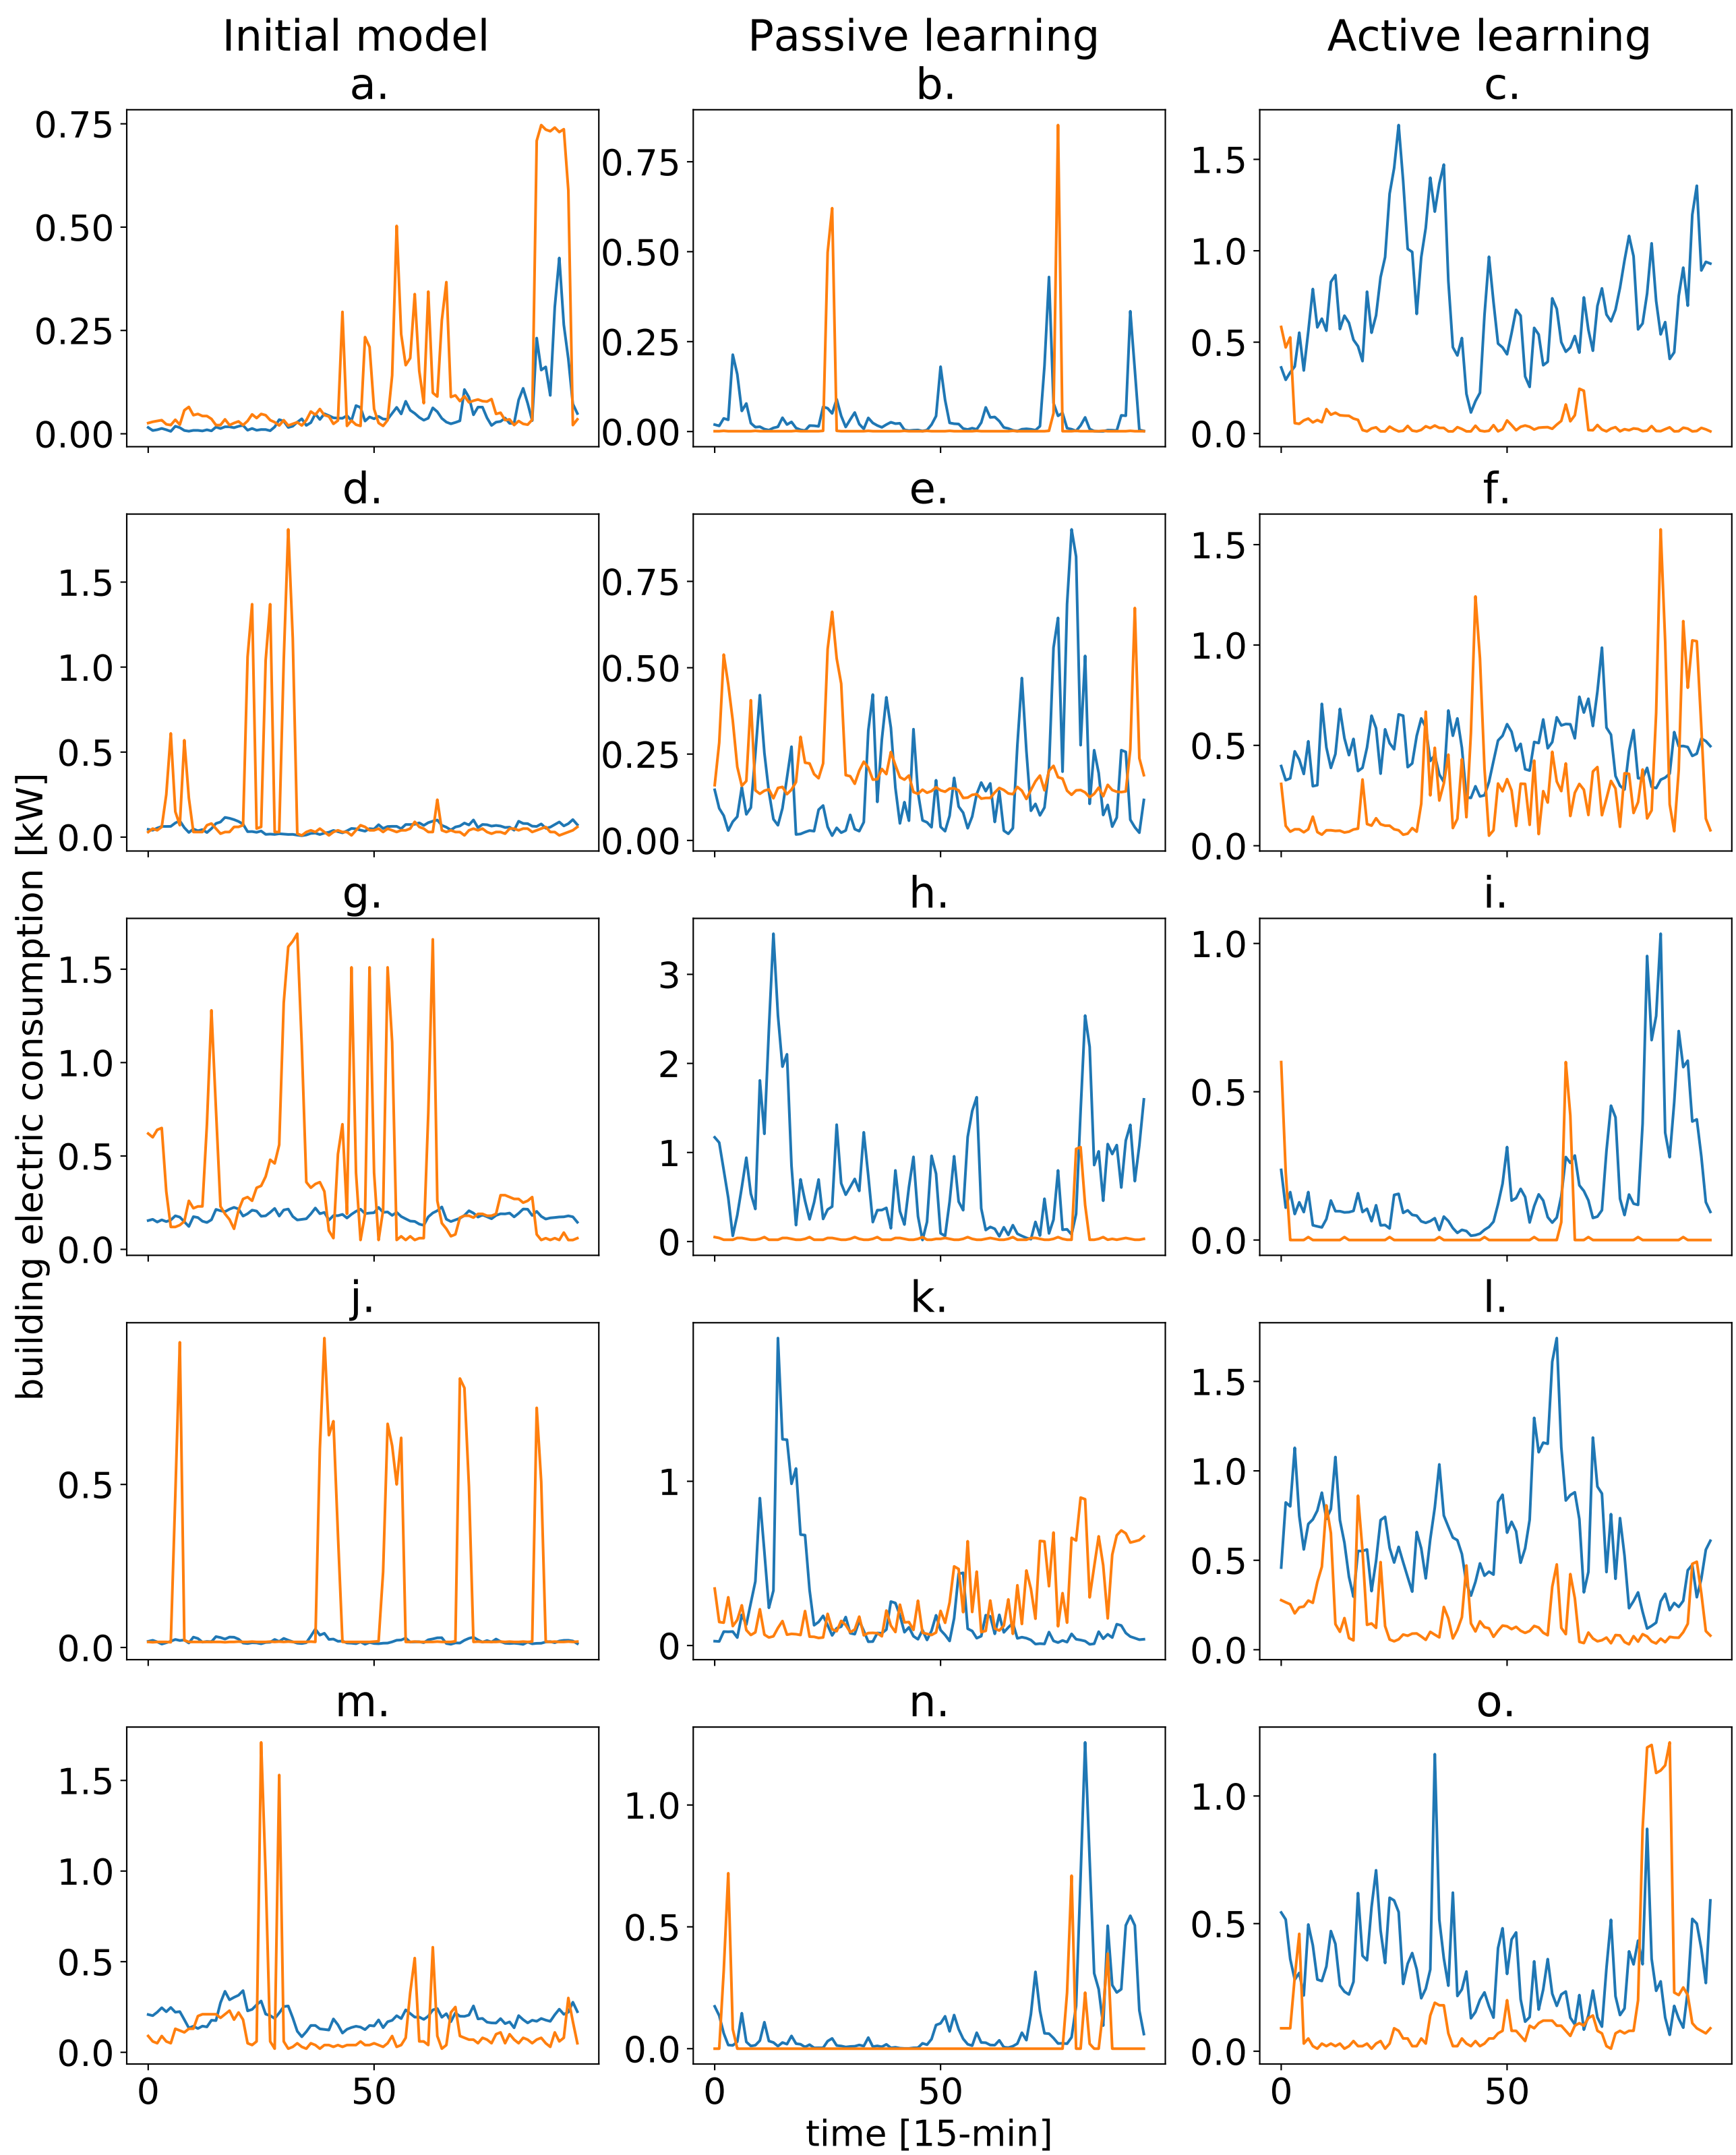 Initial model
Passive learning
Active learning
a.
b.
c.
0.75
0.50
0.25
0.00
0.75
0.50
0.25
0.00
1.5
1.0
0.5
0.0
d.
e.
f.
1.5
1.0
0.5
0.0
0.75
0.50
0.25
0.00
1.5
1.0
0.5
0.0
g.
h.
i.
1.5
1.0
0.5
0.0
3
2
1
0
1.0
0.5
0.0
j.
k.
l.
0.5
0.0
1
0
1.5
1.0
0.5
0.0
m.
n.
o.
1.5
1.0
0.5
0.0
1.0
0.5
0.0
1.0
0.5
0.0
0 50
0 50
0 50
building electric consumption [kW]
time [15-min]